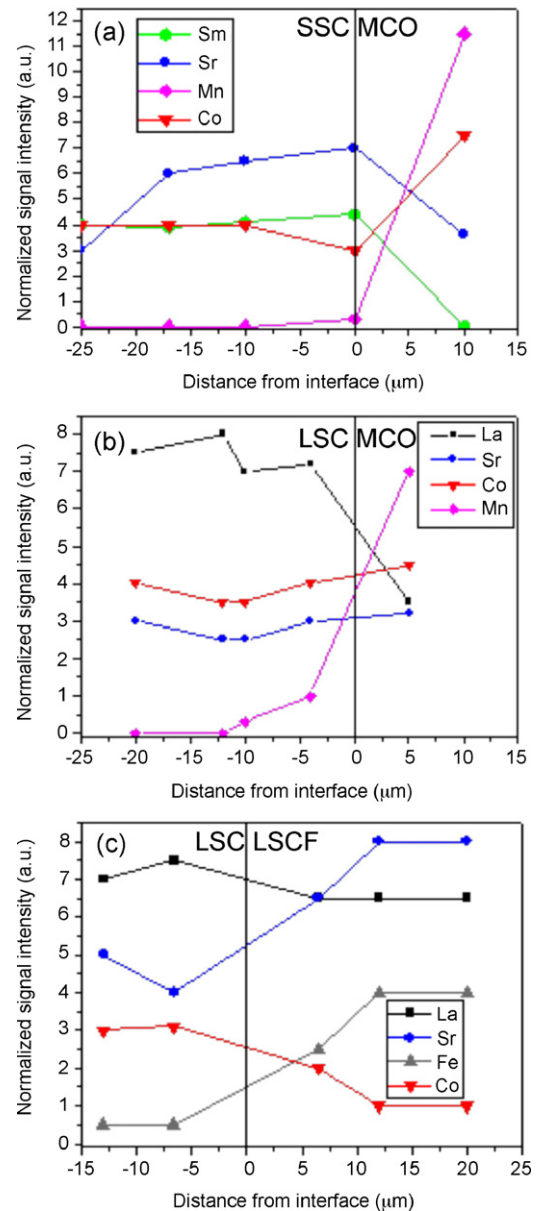 (a)
SSC MCO
Sm
Sr
Mn
Co
12
11
10
9
8
7
6
5
4
3
2
1
0
Normalized signal intensity (a.u.)
-25 -20 -15 -10 -5 0 5 10 15
Distance from interface (μm)
(b)
LSC MCO
La
Sr
Co
Mn
8
7
6
5
4
3
2
1
0
Normalized signal intensity (a.u.)
-25 -20 -15 -10 -5 0 5 10 15
Distance from interface (μm)
(c)
LSC LSCF
8
7
6
5
4
3
2
1
0
Normalized signal intensity (a.u.)
La
Sr
Fe
Co
-15 -10 -5 0 5 10 15 20 25
Distance from interface (μm)